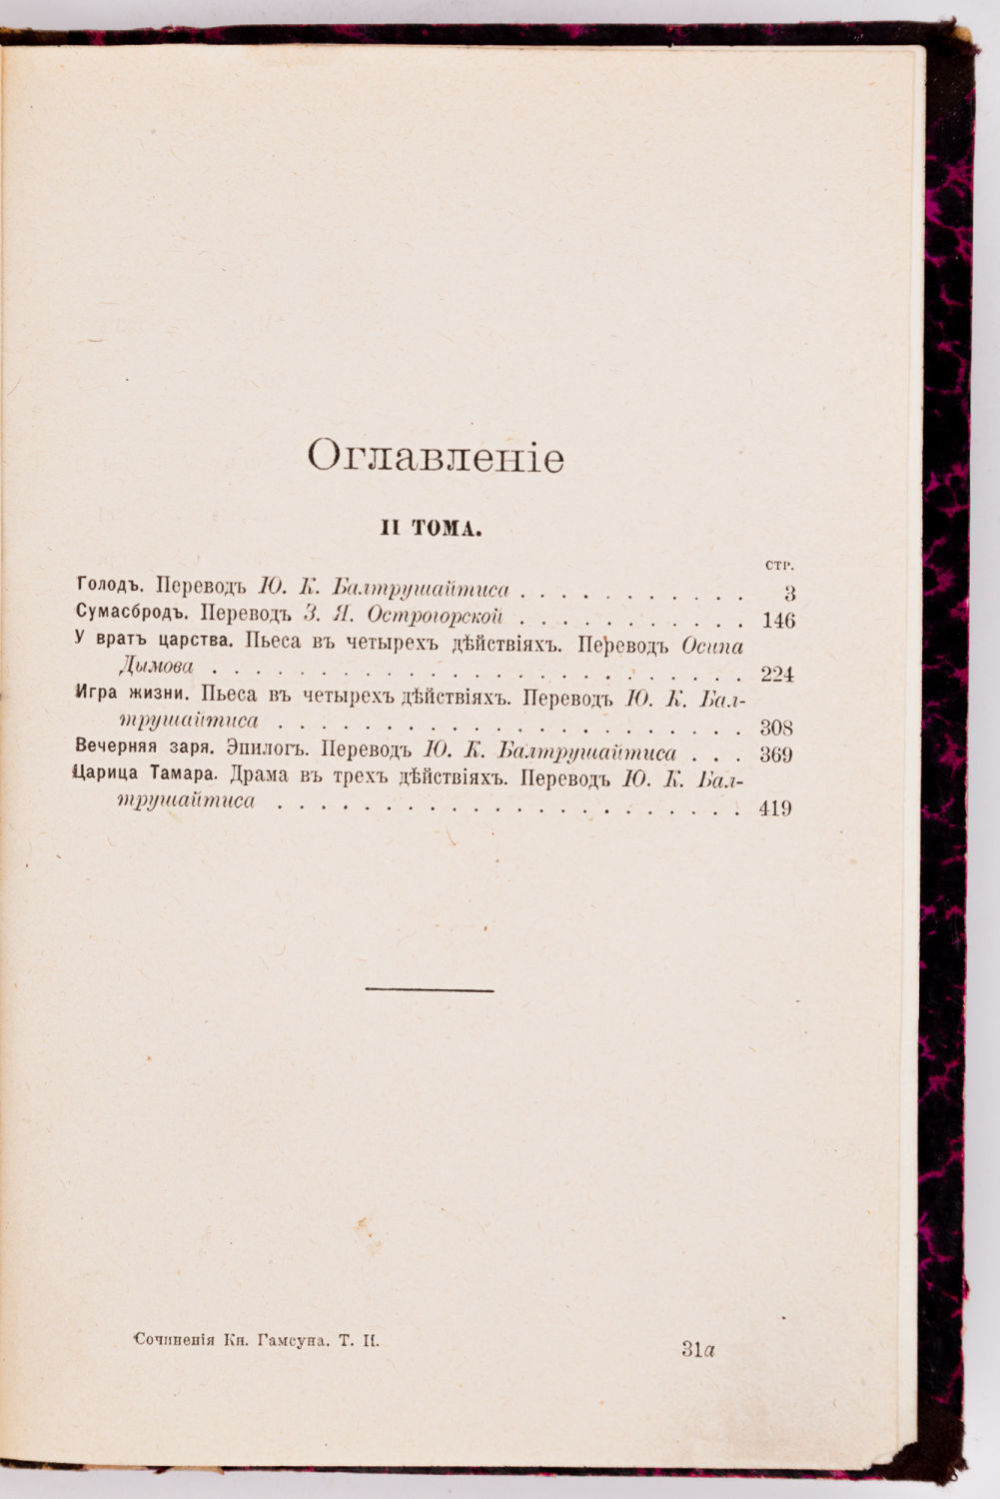 Оглавленіе
II ТОМА.
СТР.
Голодъ. Переводъ Ю. К. Балтрушайтиса . . . . . . . . . . . 3
Сумасбродъ. Переводъ З. Я. Острогорской . . . . . . . . . . . 146
У вратъ царства. Пьеса въ четырехъ дѣйствіяхъ. Переводъ Осипа
Дымова . . . . . . . . . . . . . . . . . . . . . . . . . 224
Игра жизни. Пьеса въ четырехъ дѣйствіяхъ. Переводъ Ю. К. Бал-
трушайтиса . . . . . . . . . . . . . . . . . . . . . . 308
Вечерняя заря. Эпилогъ. Переводъ Ю. К. Балтрушайтиса . . . 369
Царица Тамара. Драма въ трехъ дѣйствіяхъ. Переводъ Ю. К. Бал-
трушайтиса . . . . . . . . . . . . . . . . . . . . . . 419
Сочиненія Кн. Гамсуна. Т. II.
31а